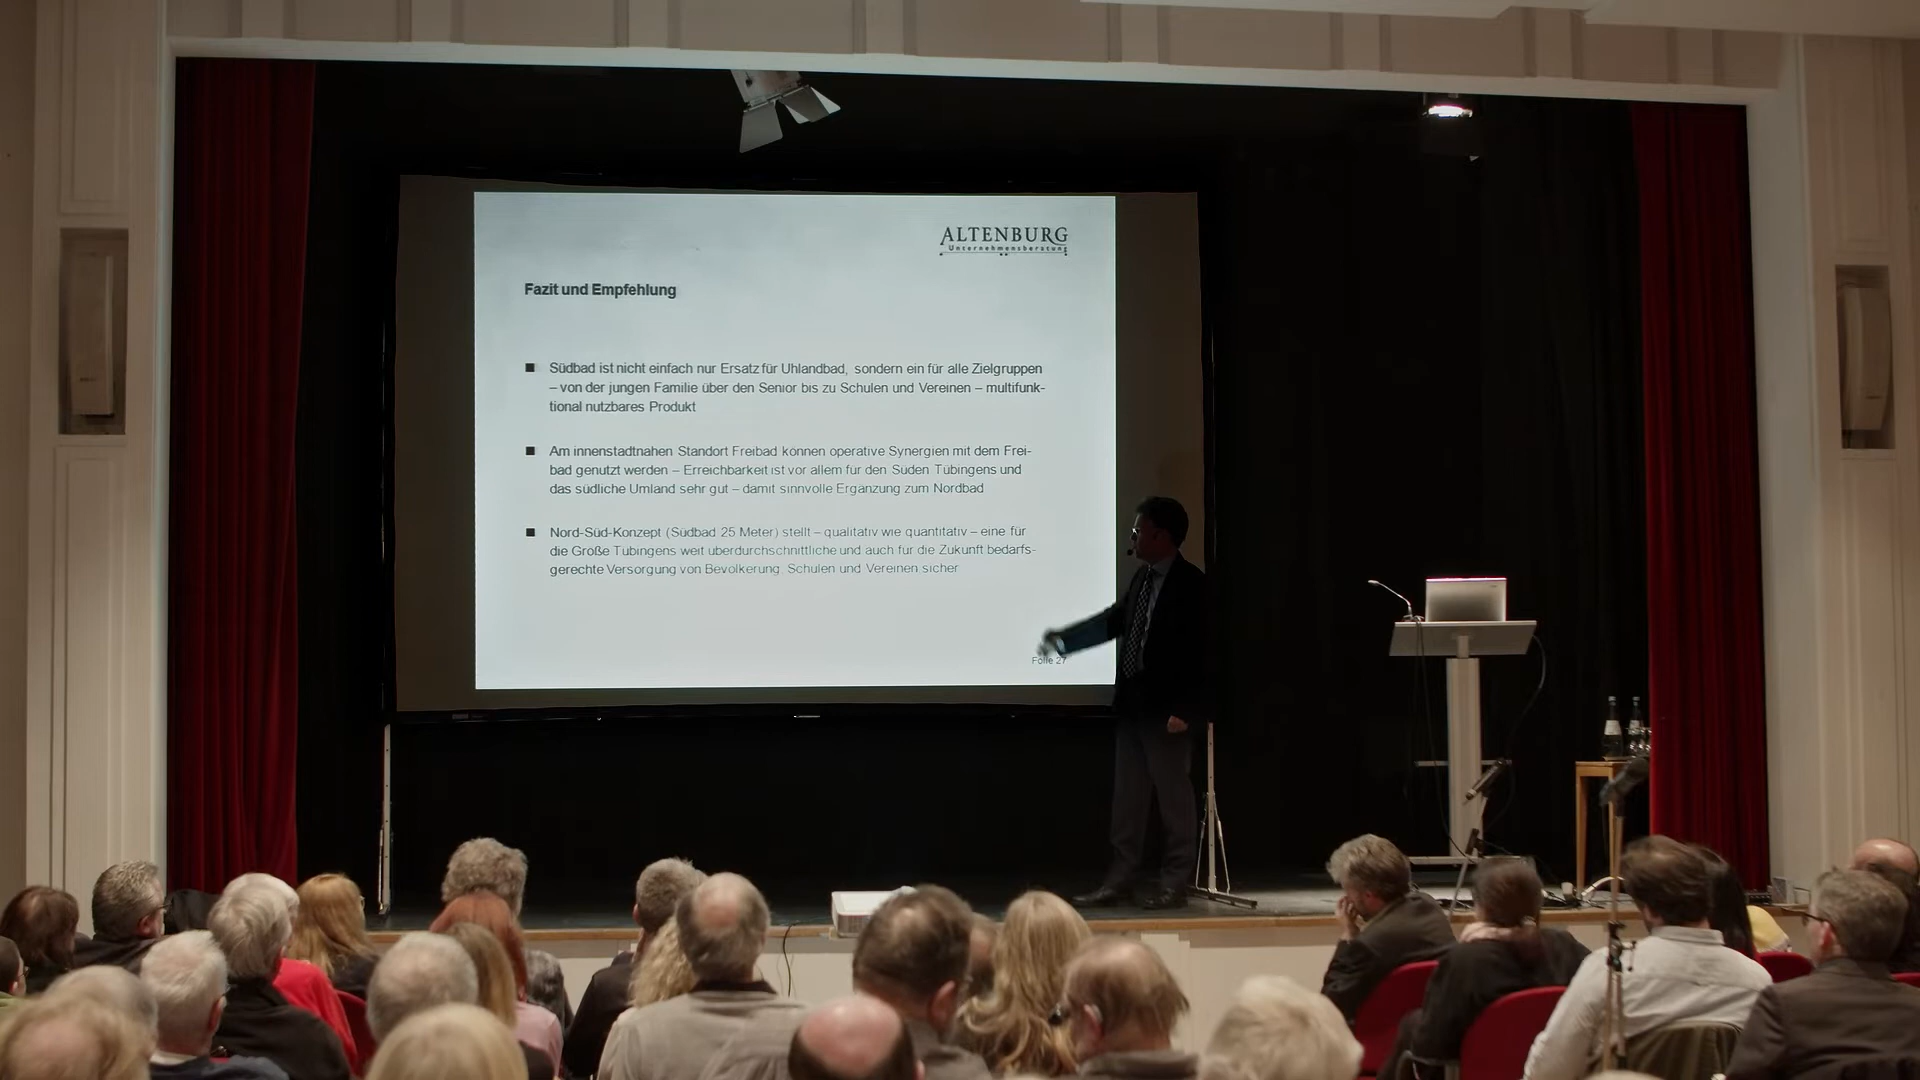 ALTENBURG
Unternehmensberatung
Fazit und Empfehlung
■ Südbad ist nicht einfach nur Ersatz für Uhlandbad, sondern ein für alle Zielgruppen
– von der jungen Familie über den Senior bis zu Schulen und Vereinen – multifunk-
tional nutzbares Produkt
■ Am innenstadtnahen Standort Freibad können operative Synergien mit dem Frei-
bad genutzt werden – Erreichbarkeit ist vor allem für den Süden Tübingens und
das südliche Umland sehr gut – damit sinnvolle Ergänzung zum Nordbad
■ Nord-Süd-Konzept (Südbad 25 Meter) stellt – qualitativ wie quantitativ – eine für
die Größe Tübingens weit überdurchschnittliche und auch für die Zukunft bedarfs-
gerechte Versorgung von Bevölkerung, Schulen und Vereinen sicher
Folie 27